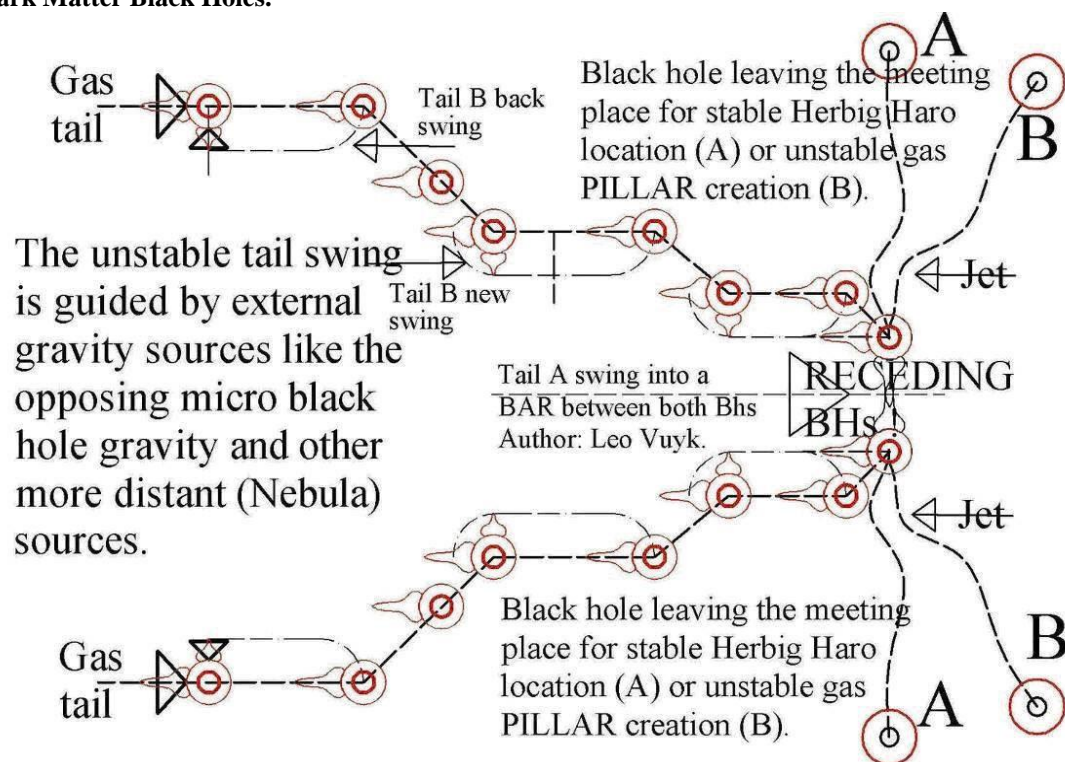 ark Matter Black Holes.
Gas
tail
Tail B back
swing
Black hole leaving the meeting
place for stable Herbig Haro
location (A) or unstable gas
PILLAR creation (B).
A
B
The unstable tail swing
is guided by external
gravity sources like the
opposing micro black
hole gravity and other
more distant (Nebula)
sources.
Tail B new
swing
Jet
Tail A swing into a
BAR between both Bhs
Author: Leo Vuyk.
RECEDING
BHs.
Jet
Gas
tail
Black hole leaving the meeting
place for stable Herbig Haro
location (A) or unstable gas
PILLAR creation (B).
A
B